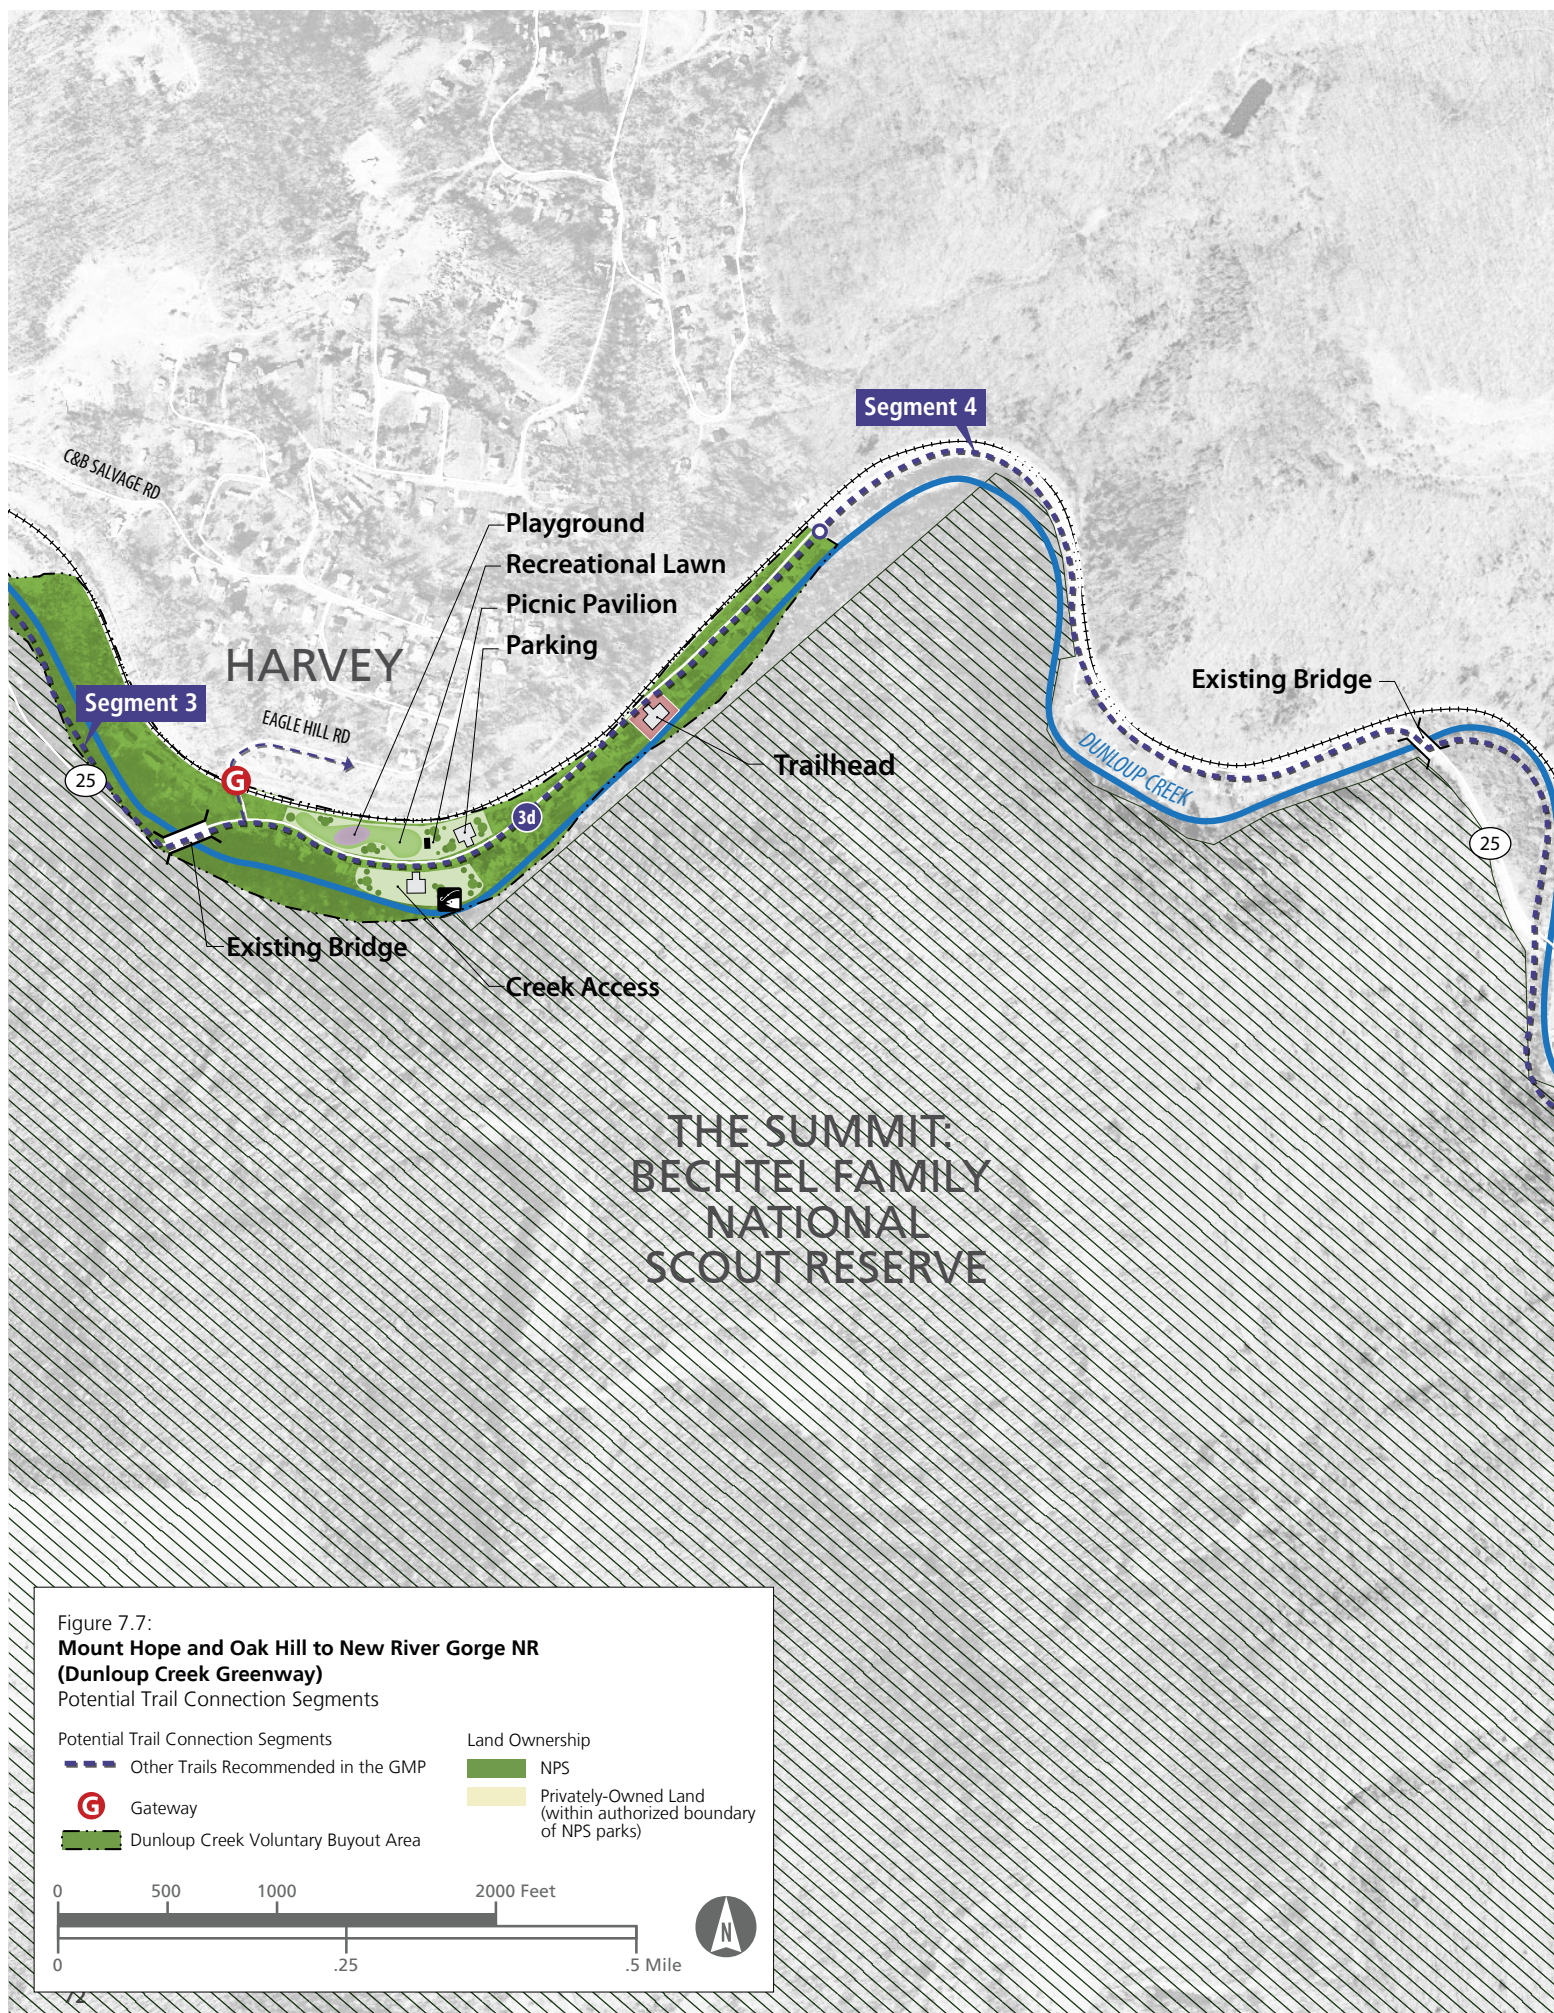 Segment 4
C&B SALVAGE RD
Playground
Recreational Lawn
Picnic Pavilion
Parking
HARVEY
Segment 3
EAGLE HILL RD
Existing Bridge
25
G
Trailhead
DUNLOUP CREEK
3d
25
Existing Bridge
Creek Access
THE SUMMIT:
BECHTEL FAMILY
NATIONAL
SCOUT RESERVE
Figure 7.7:
Mount Hope and Oak Hill to New River Gorge NR
(Dunloup Creek Greenway)
Potential Trail Connection Segments
Potential Trail Connection Segments
Other Trails Recommended in the GMP
G Gateway
Dunloup Creek Voluntary Buyout Area
Land Ownership
NPS
Privately-Owned Land
(within authorized boundary
of NPS parks)
0 500 1000 2000 Feet
N
0 .25 .5 Mile
72